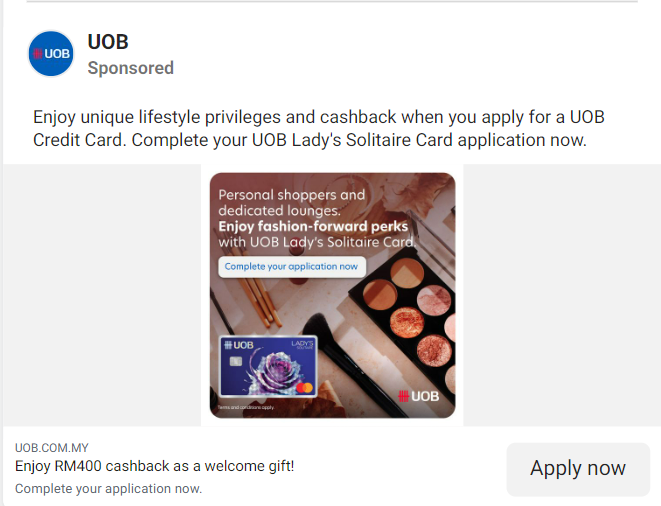 UOB
UOB
Sponsored
Enjoy unique lifestyle privileges and cashback when you apply for a UOB
Credit Card. Complete your UOB Lady's Solitaire Card application now.
Personal shoppers and
dedicated lounges.
Enjoy fashion-forward perks
with UOB Lady's Solitaire Card.
Complete your application now
UOB
LADY'S
UOB
Terms and conditions apply.
UOB.COM.MY
Enjoy RM400 cashback as a welcome gift!
Complete your application now.
Apply now